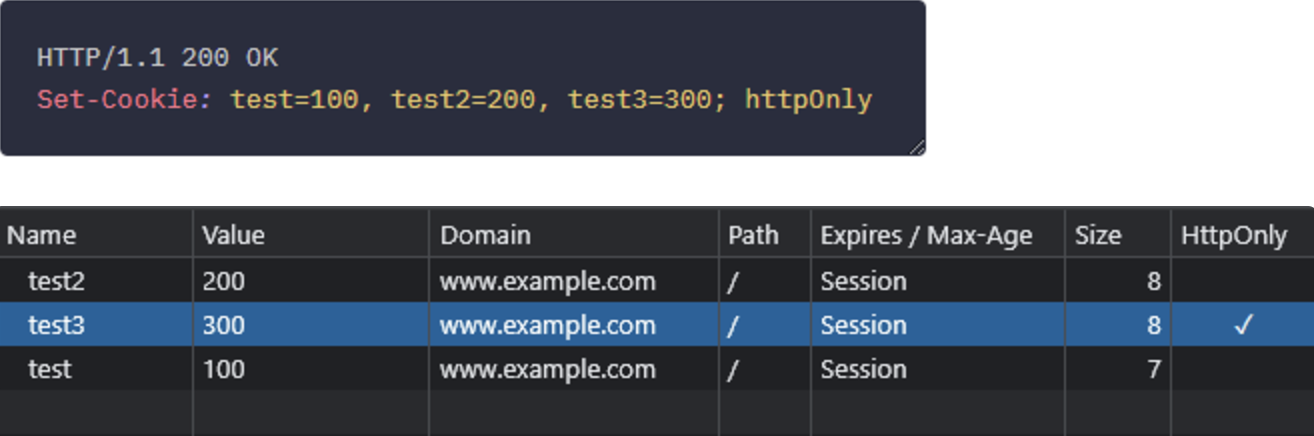 HTTP/1.1 200 OK
Set-Cookie: test=100, test2=200, test3=300; httpOnly
Name Value Domain Path Expires / Max-Age Size HttpOnly
test2 200 www.example.com / Session 8
test3 300 www.example.com / Session 8 ✓
test 100 www.example.com / Session 7